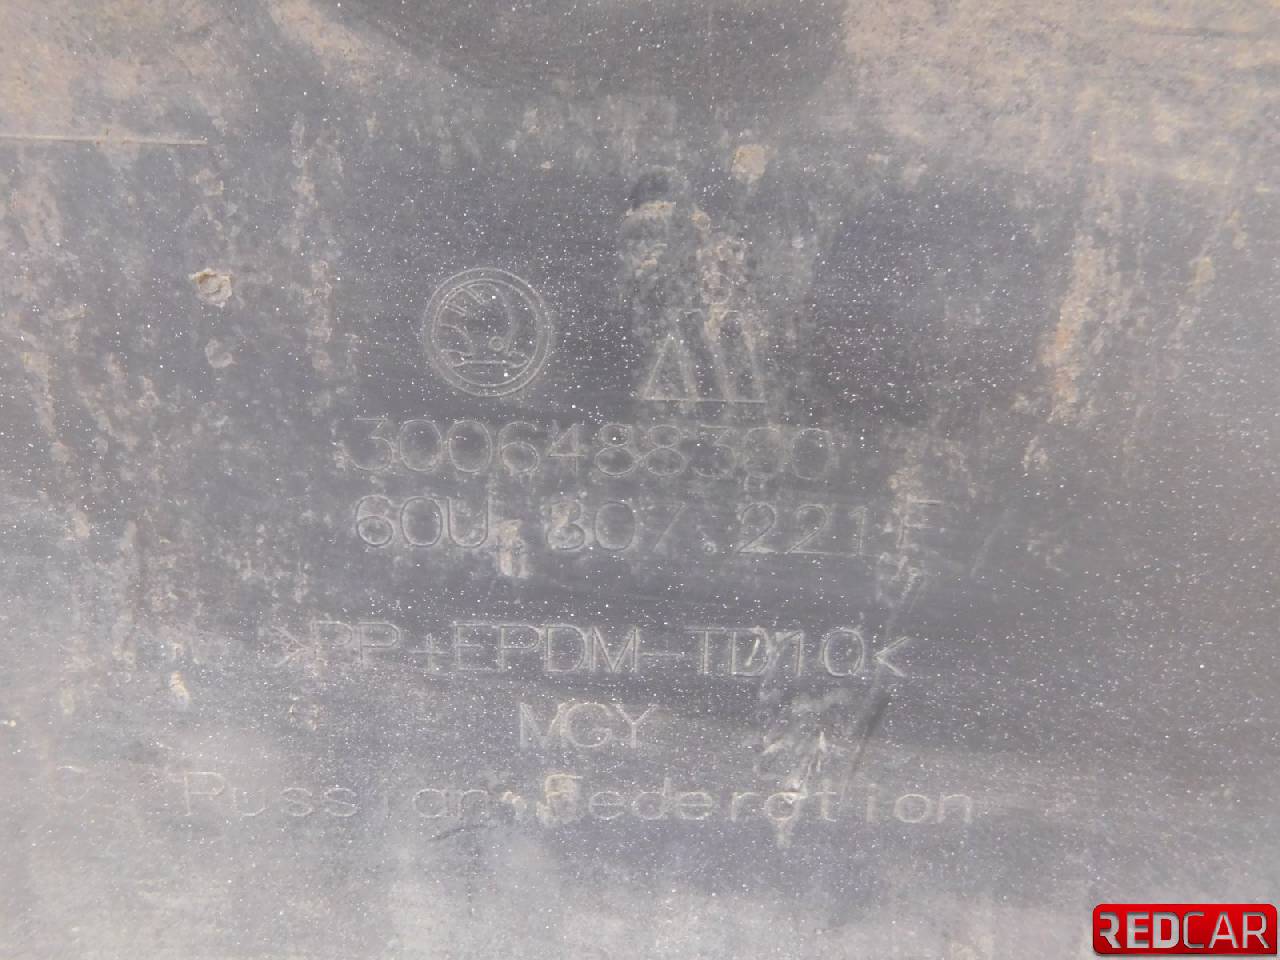 3006488300
60U.807.221 F
>PP+EPDM-TD10<
MGY
Russian Federation
REDCAR